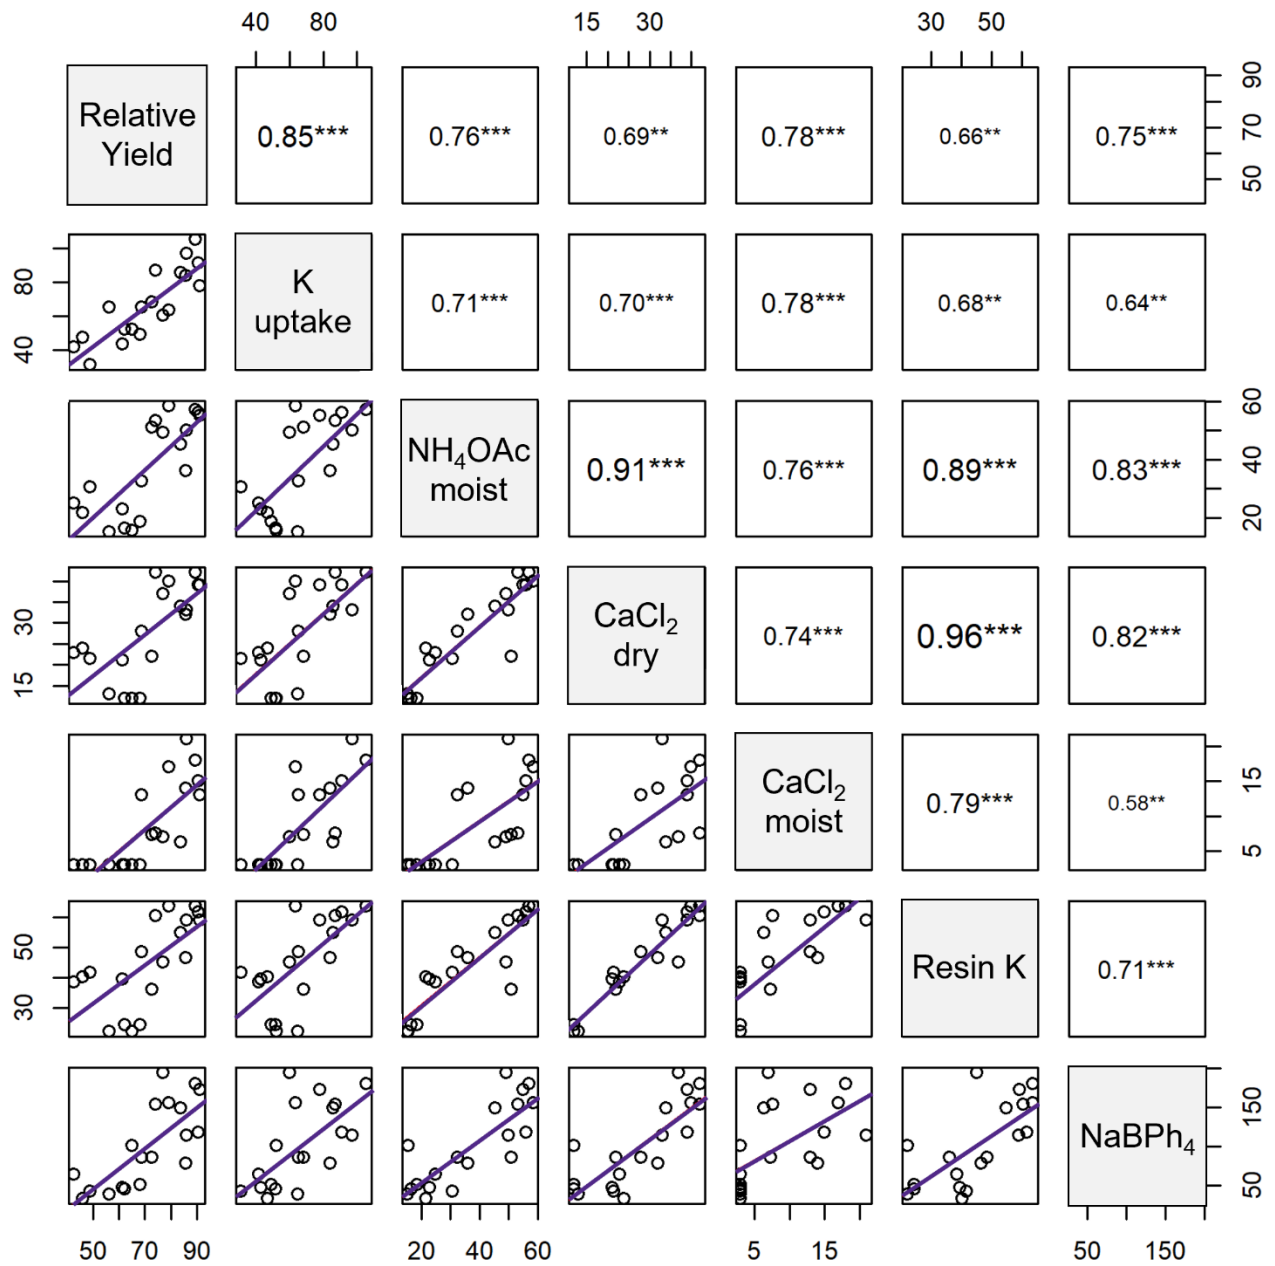 40 80 15 30 30 50
Relative
Yield
0.85*** 0.76*** 0.69** 0.78*** 0.66** 0.75***
50 70 90
40 80
K
uptake
0.71*** 0.70*** 0.78*** 0.68** 0.64**
NH₄OAc
moist
0.91*** 0.76*** 0.89*** 0.83***
20 40 60
15 30
CaCl₂
dry
0.74*** 0.96*** 0.82***
CaCl₂
moist
0.79*** 0.58**
5 15
30 50
Resin K
0.71***
NaBPh₄
50 150
50 70 90 20 40 60 5 15 50 150